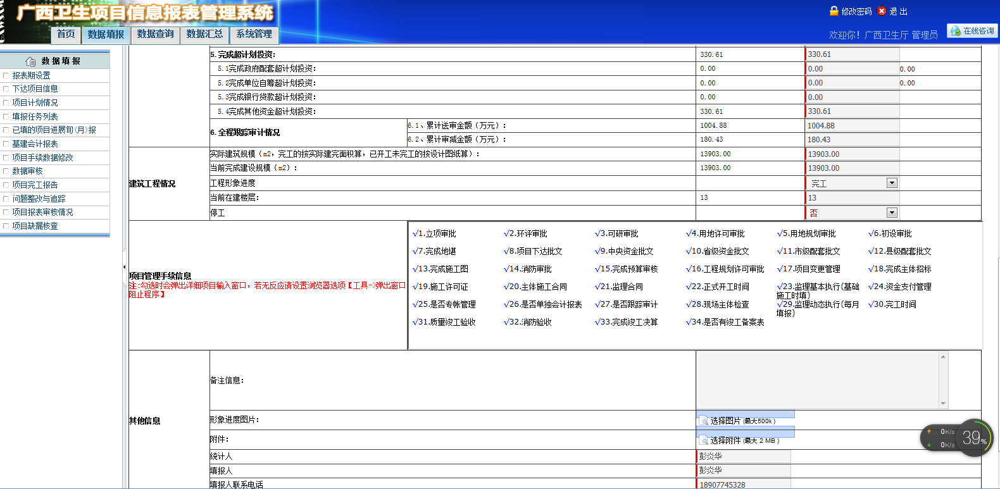 广西卫生项目信息报表管理系统
修改密码 退 出
首页 数据填报 数据查询 数据汇总 系统管理
欢迎你！广西卫生厅 管理员 在线咨询
数 据 填 报
报表期设置
下达项目信息
项目计划情况
填报任务列表
已填的项目进展旬(月)报
基建会计报表
项目手续数据修改
数据审核
项目完工报告
问题整改与追踪
项目报表审核情况
项目缺漏核查
5.完成超计划投资： 330.61 330.61
5.1完成政府配套超计划投资： 0.00 0.00 0.00
5.2完成单位自筹超计划投资： 0.00 0.00 0.00
5.3完成银行贷款超计划投资： 0.00 0.00
5.4完成其他资金超计划投资： 330.61 330.61
6.全程跟踪审计情况
6.1、累计送审金额（万元）： 1004.88 1004.88
6.2、累计审减金额（万元）： 180.43 180.43
建筑工程情况
实际建筑规模（m2，完工的按实际建完面积算，已开工未完工的按设计图纸算）： 13903.00 13903.00
当前完成建设规模（m2）： 13903.00 13903.00
工程形象进度 完工
当前在建楼层： 13 13
停工 否
项目管理手续信息
注:勾选时会弹出详细项目输入窗口，若无反应请设置浏览器选项【工具->弹出窗口
阻止程序】
√1.立项审批 √2.环评审批 √3.可研审批 √4.用地许可审批 √5.用地规划审批 √6.初设审批
√7.完成地堪 √8.项目下达批文 √9.中央资金批文 √10.省级资金批文 √11.市级配套批文 √12.县级配套批文
√13.完成施工图 √14.消防审批 √15.完成预算审核 √16.工程规划许可审批 √17.项目变更管理 √18.完成主体招标
√19.施工许可证 √20.主体施工合同 √21.监理合同 √22.正式开工时间 √23.监理基本执行(基础
施工时填) √24.资金支付管理
√25.是否专帐管理 √26.是否单独会计报表 √27.是否跟踪审计 √28.现场主体检查 √29.监理动态执行(每月
填报) √30.完工时间
√31.质量竣工验收 √32.消防验收 √33.完成竣工决算 √34.是否有竣工备案表
其他信息
备注信息：
形象进度图片： 选择图片 (最大500k )
附件： 选择附件 (最大 2 MB )
统计人 彭炎华
填报人 彭炎华
填报人联系电话 18907745328
0K/s
0K/s
39%